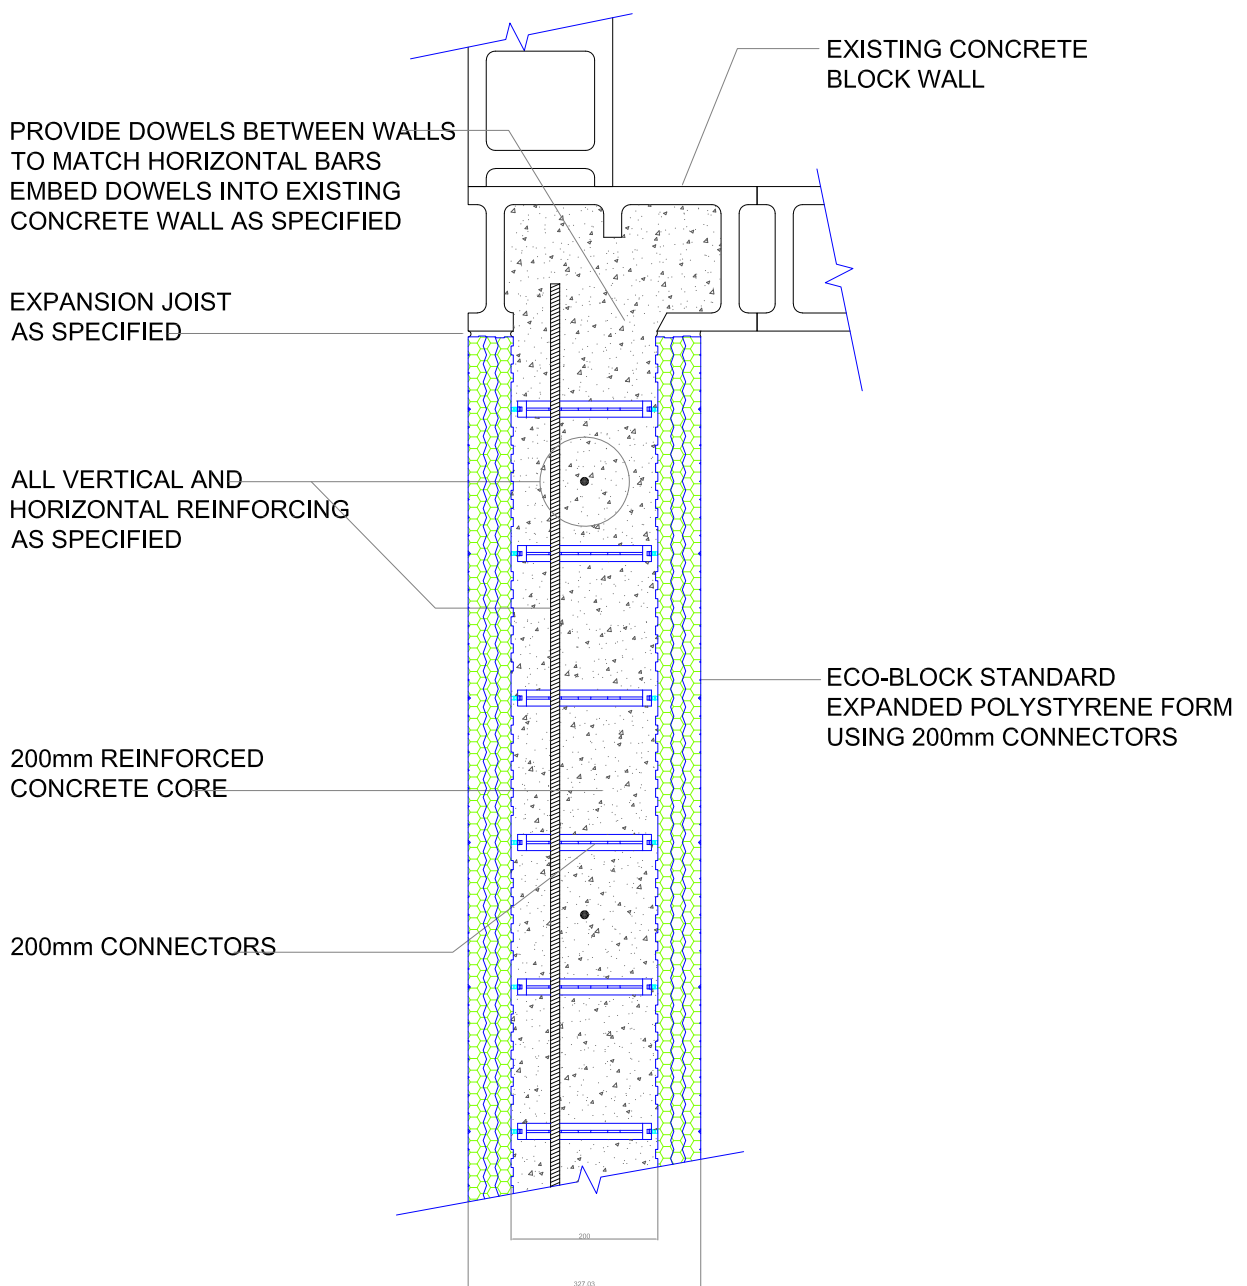 EXISTING CONCRETE
BLOCK WALL
PROVIDE DOWELS BETWEEN WALLS
TO MATCH HORIZONTAL BARS
EMBED DOWELS INTO EXISTING
CONCRETE WALL AS SPECIFIED
EXPANSION JOIST
AS SPECIFIED
ALL VERTICAL AND
HORIZONTAL REINFORCING
AS SPECIFIED
ECO-BLOCK STANDARD
EXPANDED POLYSTYRENE FORM
USING 200mm CONNECTORS
200mm REINFORCED
CONCRETE CORE
200mm CONNECTORS
200
327.03